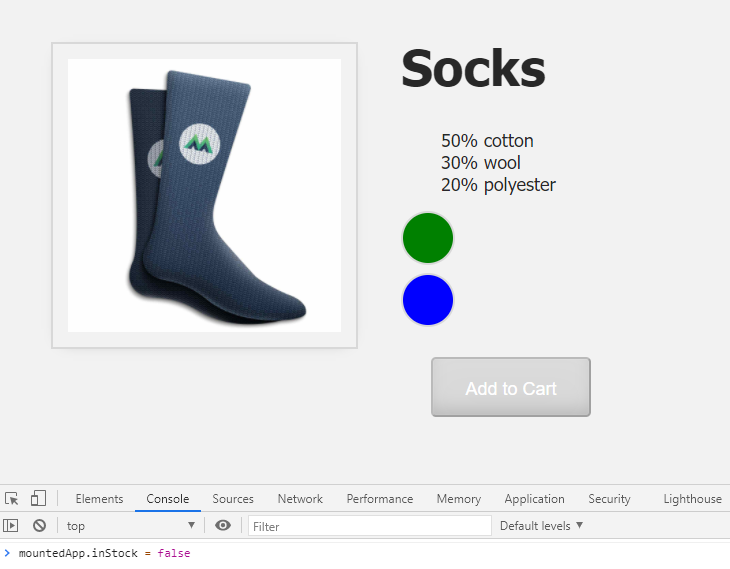 Socks
50% cotton
30% wool
20% polyester
Add to Cart
Elements Console Sources Network Performance Memory Application Security Lighthouse
top Filter Default levels
mountedApp.inStock = false